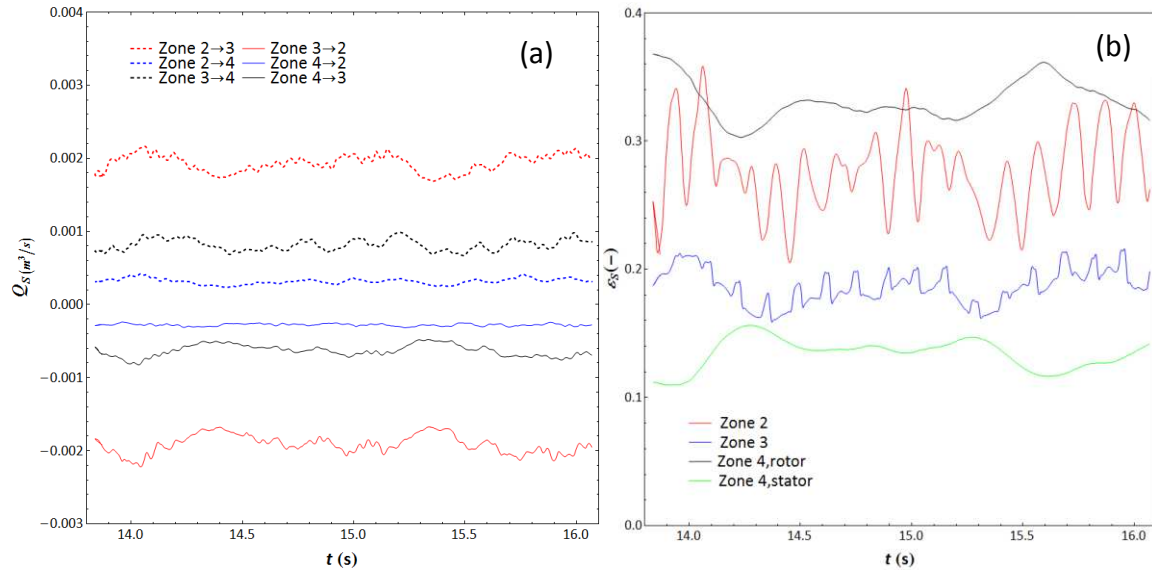 (a)
Zone 2→3 Zone 3→2
Zone 2→4 Zone 4→2
Zone 3→4 Zone 4→3
Q_S (m³/s)
0.004
0.003
0.002
0.001
0.000
−0.001
−0.002
−0.003
14.0 14.5 15.0 15.5 16.0
t (s)
(b)
ε_S(−)
0.4
0.3
0.2
0.1
0.0
Zone 2
Zone 3
Zone 4,rotor
Zone 4,stator
14.0 14.5 15.0 15.5 16.0
t (s)